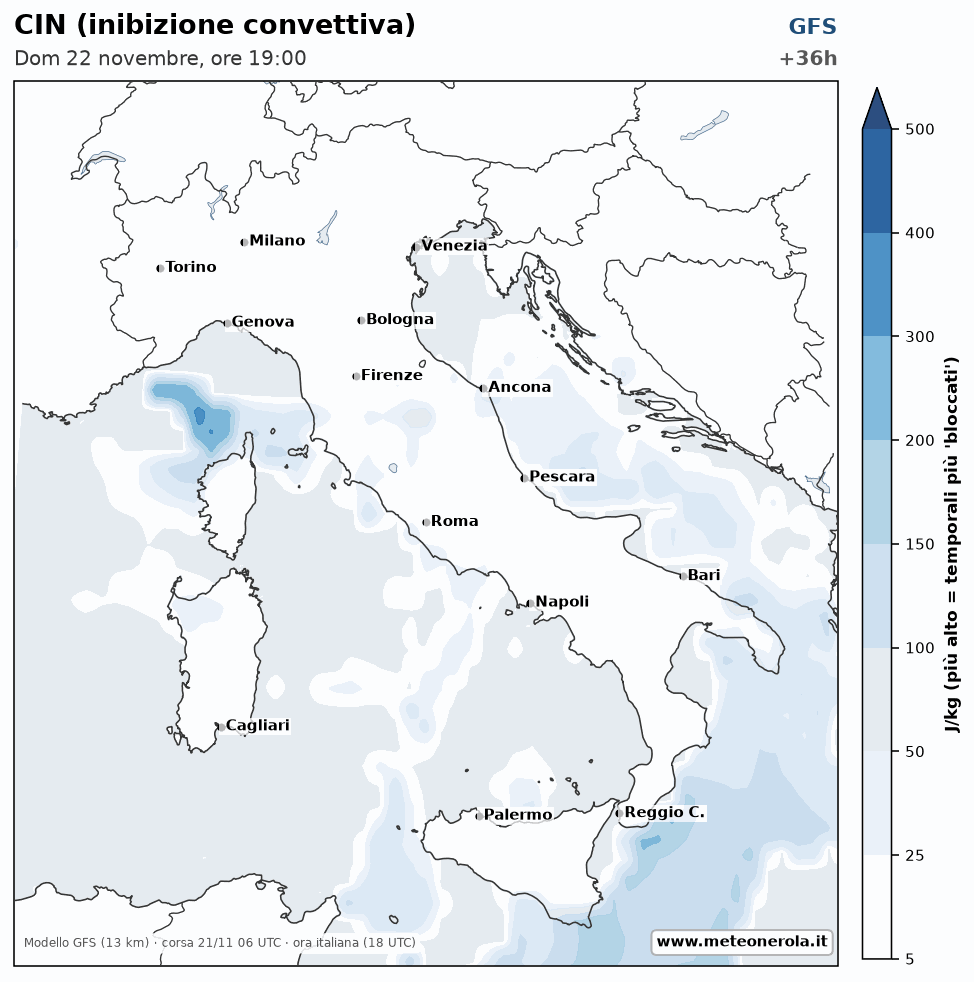 CIN (inibizione convettiva)
GFS
Dom 22 novembre, ore 19:00
+36h
Milano
Venezia
Torino
Genova
Bologna
Firenze
Ancona
Pescara
Roma
Bari
Napoli
Cagliari
Palermo
Reggio C.
Modello GFS (13 km) · corsa 21/11 06 UTC · ora italiana (18 UTC)
www.meteonerola.it
500
400
300
200
150
100
50
25
5
J/kg (più alto = temporali più 'bloccati')